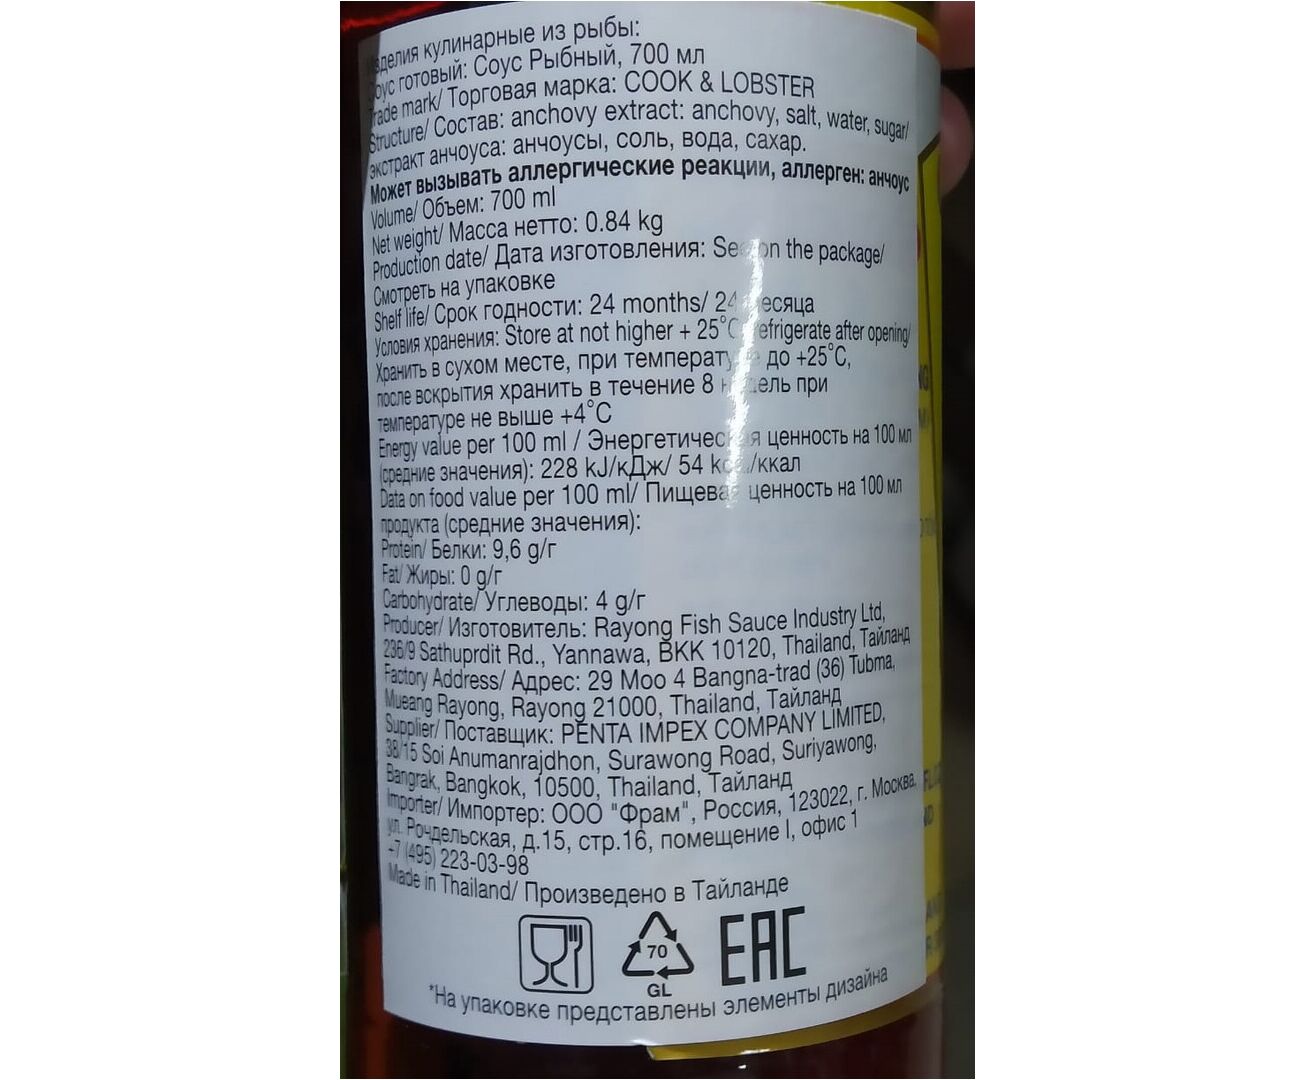 Изделия кулинарные из рыбы:
Соус готовый: Соус Рыбный, 700 мл
Trade mark/ Торговая марка: COOK & LOBSTER
Structure/ Состав: anchovy extract: anchovy, salt, water, sugar/
экстракт анчоуса: анчоусы, соль, вода, сахар.
Может вызывать аллергические реакции, аллерген: анчоус
Volume/ Объем: 700 ml
Net weight/ Масса нетто: 0.84 kg
Production date/ Дата изготовления: See on the package/
Смотреть на упаковке
Shelf life/ Срок годности: 24 months/ 24 месяца
Условия хранения: Store at not higher + 25°C, refrigerate after opening/
Хранить в сухом месте, при температуре до +25°C,
после вскрытия хранить в течение 8 недель при
температуре не выше +4°C
Energy value per 100 ml / Энергетическая ценность на 100 мл
(средние значения): 228 kJ/кДж/ 54 kcal/ккал
Data on food value per 100 ml/ Пищевая ценность на 100 мл
продукта (средние значения):
Protein/ Белки: 9,6 g/г
Fat/ Жиры: 0 g/г
Carbohydrate/ Углеводы: 4 g/г
Producer/ Изготовитель: Rayong Fish Sauce Industry Ltd,
236/9 Sathuprdit Rd., Yannawa, BKK 10120, Thailand, Тайланд
Factory Address/ Адрес: 29 Moo 4 Bangna-trad (36) Tubma,
Mueang Rayong, Rayong 21000, Thailand, Тайланд
Supplier/ Поставщик: PENTA IMPEX COMPANY LIMITED,
38/15 Soi Anumanrajdhon, Surawong Road, Suriyawong,
Bangrak, Bangkok, 10500, Thailand, Тайланд
Importer/ Импортер: ООО "Фрам", Россия, 123022, г. Москва,
ул. Рочдельская, д.15, стр.16, помещение I, офис 1
+7 (495) 223-03-98
Made in Thailand/ Произведено в Тайланде
70
GL
EAC
*На упаковке представлены элементы дизайна